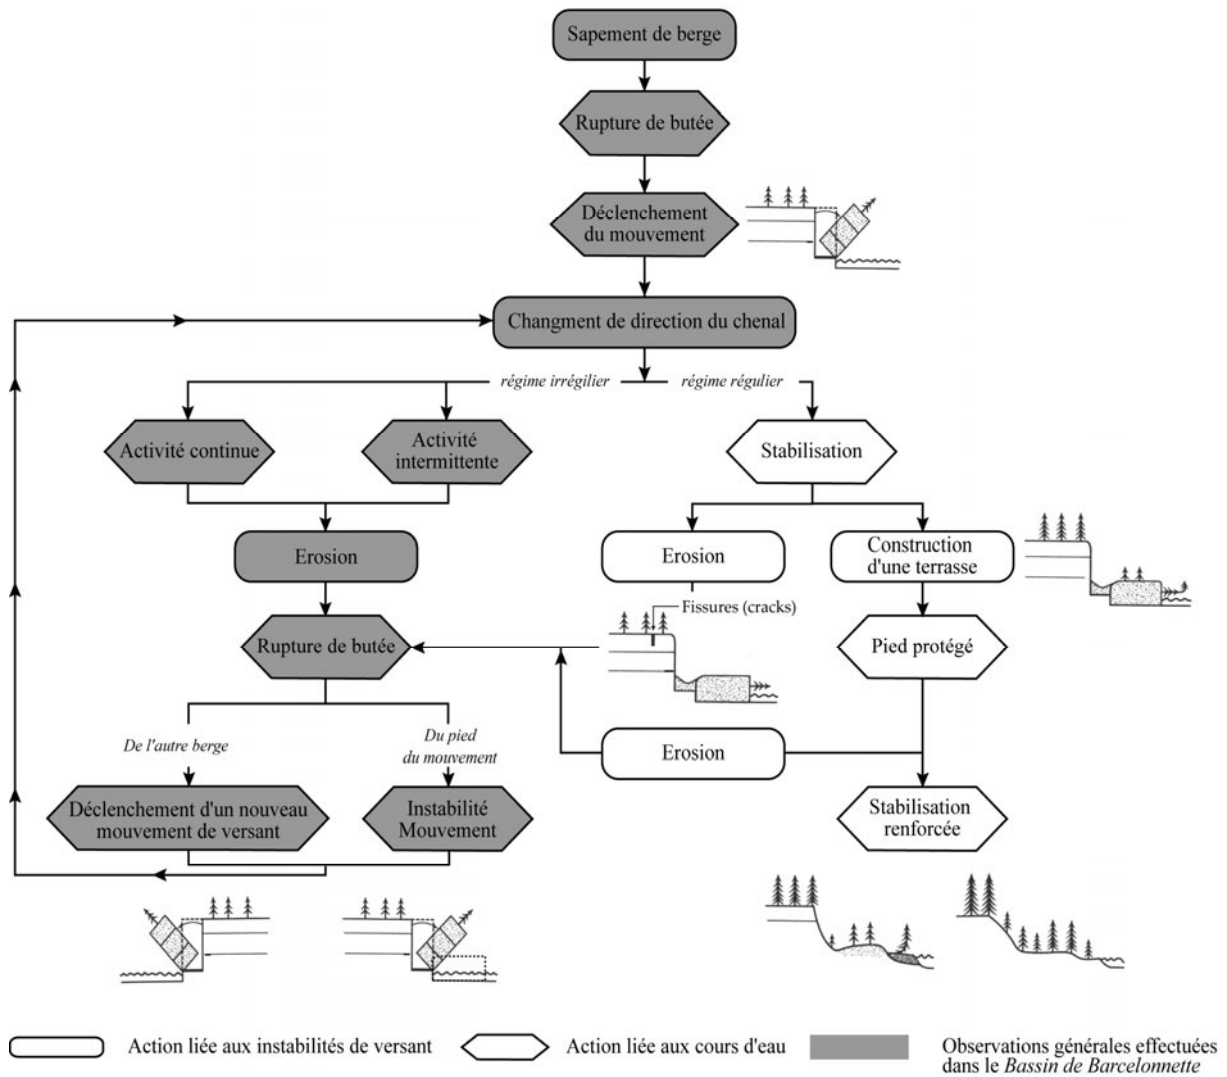 Sapement de berge
Rupture de butée
Déclenchement
du mouvement
Changment de direction du chenal
régime irrégilier
régime régulier
Activité continue
Activité
intermittente
Stabilisation
Erosion
Erosion
Construction
d'une terrasse
Fissures (cracks)
Rupture de butée
Pied protégé
De l'autre berge
Du pied
du mouvement
Erosion
Déclenchement d'un nouveau
mouvement de versant
Instabilité
Mouvement
Stabilisation
renforcée
Action liée aux instabilités de versant
Action liée aux cours d'eau
Observations générales effectuées
dans le Bassin de Barcelonnette